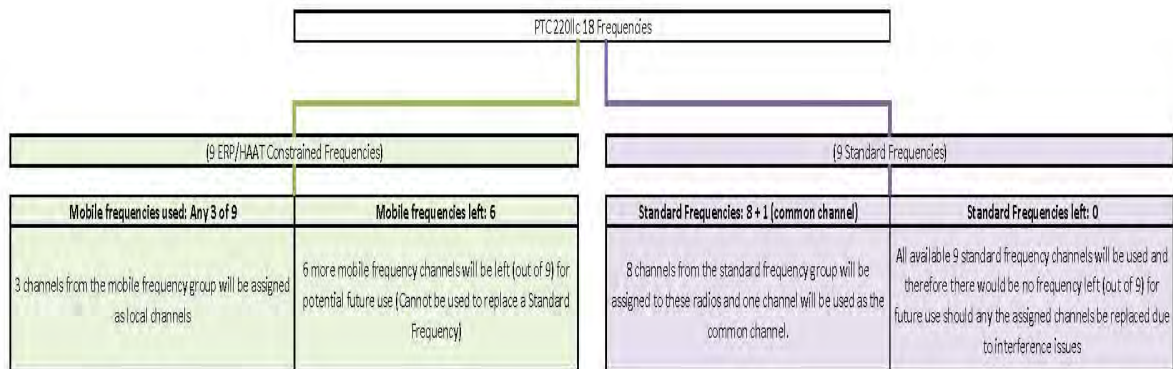 PTC 220llc 18 Frequencies
(9 ERP/HAAT Constrained Frequencies)
(9 Standard Frequencies)
Mobile frequencies used: Any 3 of 9
Mobile frequencies left: 6
Standard Frequencies: 8 + 1 (common channel)
Standard Frequencies left: 0
3 channels from the mobile frequency group will be assigned
as local channels
6 more mobile frequency channels will be left (out of 9) for
potential future use (Cannot be used to replace a Standard
Frequency)
8 channels from the standard frequency group will be
assigned to these radios and one channel will be used as the
common channel.
All available 9 standard frequency channels will be used and
therefore there would be no frequency left (out of 9) for
future use should any the assigned channels be replaced due
to interference issues